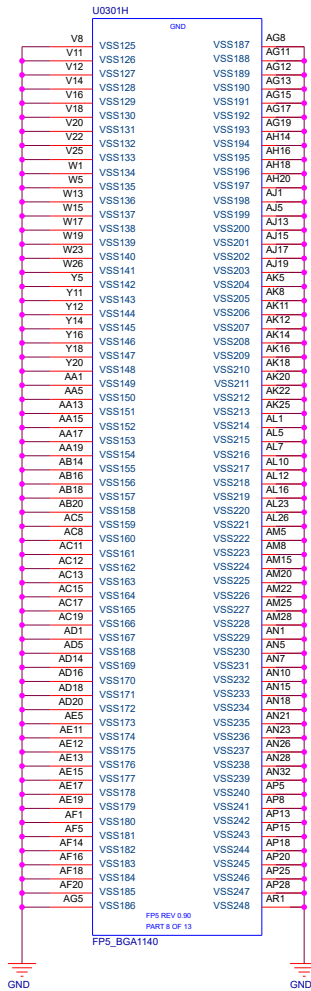 U0301H
GND
V8 VSS125 VSS187 AG8
V11 VSS126 VSS188 AG11
V12 VSS127 VSS189 AG12
V14 VSS128 VSS190 AG13
V16 VSS129 VSS191 AG15
V18 VSS130 VSS192 AG17
V20 VSS131 VSS193 AG19
V22 VSS132 VSS194 AH14
V25 VSS133 VSS195 AH16
W1 VSS134 VSS196 AH18
W5 VSS135 VSS197 AH20
W13 VSS136 VSS198 AJ1
W15 VSS137 VSS199 AJ5
W17 VSS138 VSS200 AJ13
W19 VSS139 VSS201 AJ15
W23 VSS140 VSS202 AJ17
W26 VSS141 VSS203 AJ19
Y5 VSS142 VSS204 AK5
Y11 VSS143 VSS205 AK8
Y12 VSS144 VSS206 AK11
Y14 VSS145 VSS207 AK12
Y16 VSS146 VSS208 AK14
Y18 VSS147 VSS209 AK16
Y20 VSS148 VSS210 AK18
AA1 VSS149 VSS211 AK20
AA5 VSS150 VSS212 AK22
AA13 VSS151 VSS213 AK25
AA15 VSS152 VSS214 AL1
AA17 VSS153 VSS215 AL5
AA19 VSS154 VSS216 AL7
AB14 VSS155 VSS217 AL10
AB16 VSS156 VSS218 AL12
AB18 VSS157 VSS219 AL16
AB20 VSS158 VSS220 AL23
AC5 VSS159 VSS221 AL26
AC8 VSS160 VSS222 AM5
AC11 VSS161 VSS223 AM8
AC12 VSS162 VSS224 AM15
AC13 VSS163 VSS225 AM20
AC15 VSS164 VSS226 AM22
AC17 VSS165 VSS227 AM25
AC19 VSS166 VSS228 AM28
AD1 VSS167 VSS229 AN1
AD5 VSS168 VSS230 AN5
AD14 VSS169 VSS231 AN7
AD16 VSS170 VSS232 AN10
AD18 VSS171 VSS233 AN15
AD20 VSS172 VSS234 AN18
AE5 VSS173 VSS235 AN21
AE11 VSS174 VSS236 AN23
AE12 VSS175 VSS237 AN26
AE13 VSS176 VSS238 AN28
AE15 VSS177 VSS239 AN32
AE17 VSS178 VSS240 AP5
AE19 VSS179 VSS241 AP8
AF1 VSS180 VSS242 AP13
AF5 VSS181 VSS243 AP15
AF14 VSS182 VSS244 AP18
AF16 VSS183 VSS245 AP20
AF18 VSS184 VSS246 AP25
AF20 VSS185 VSS247 AP28
AG5 VSS186 VSS248 AR1
FP5 REV 0.90
PART 8 OF 13
FP5_BGA1140
GND GND